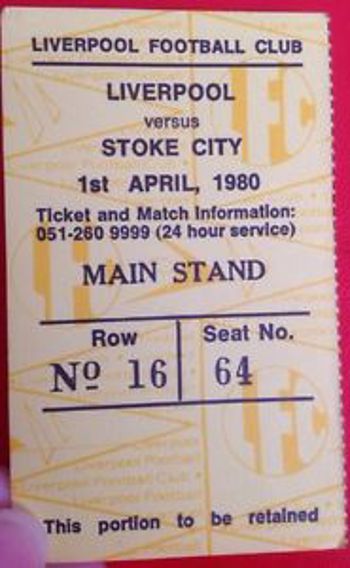 LIVERPOOL FOOTBALL CLUB
LIVERPOOL
versus
STOKE CITY
1st APRIL, 1980
Ticket and Match Information:
051-260 9999 (24 hour service)
MAIN STAND
Row Seat No.
Nº 16 64
This portion to be retained